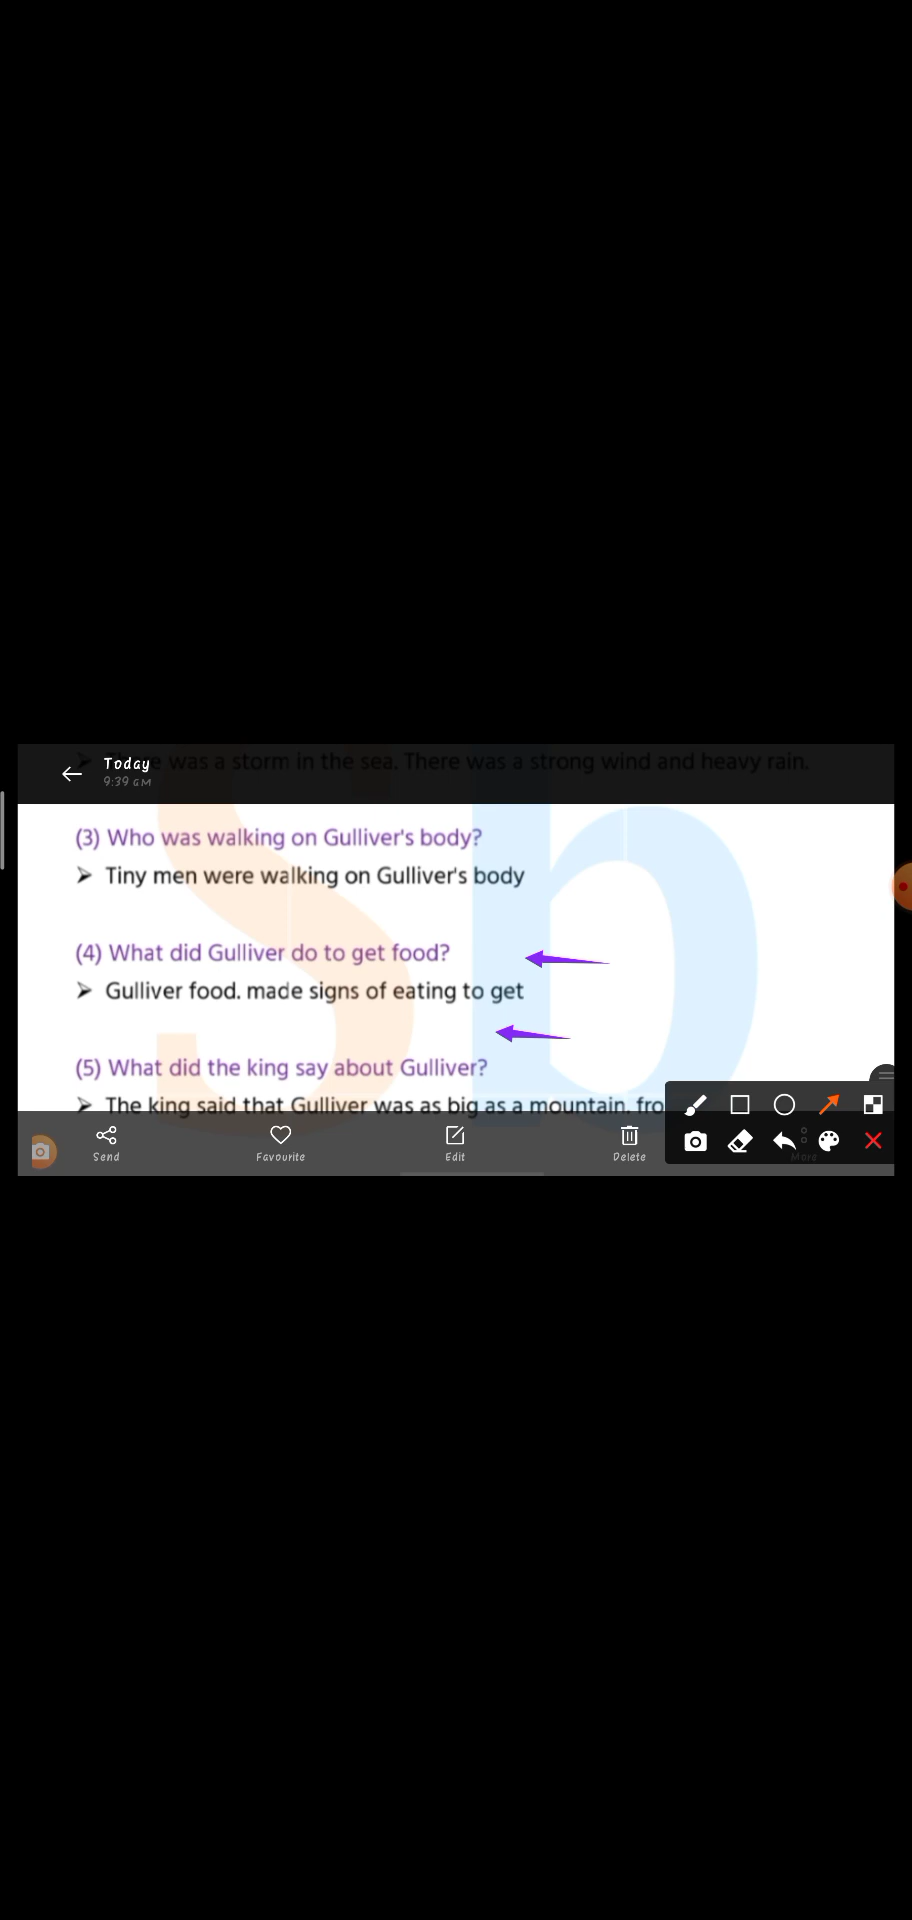 Today
9:39 AM
was a storm in the sea. There was a strong wind and heavy rain.
(3) Who was walking on Gulliver's body?
➤ Tiny men were walking on Gulliver's body
(4) What did Gulliver do to get food?
➤ Gulliver food. made signs of eating to get
(5) What did the king say about Gulliver?
➤ The king said that Gulliver was as big as a mountain. fro
Send
Favourite
Edit
Delete
More